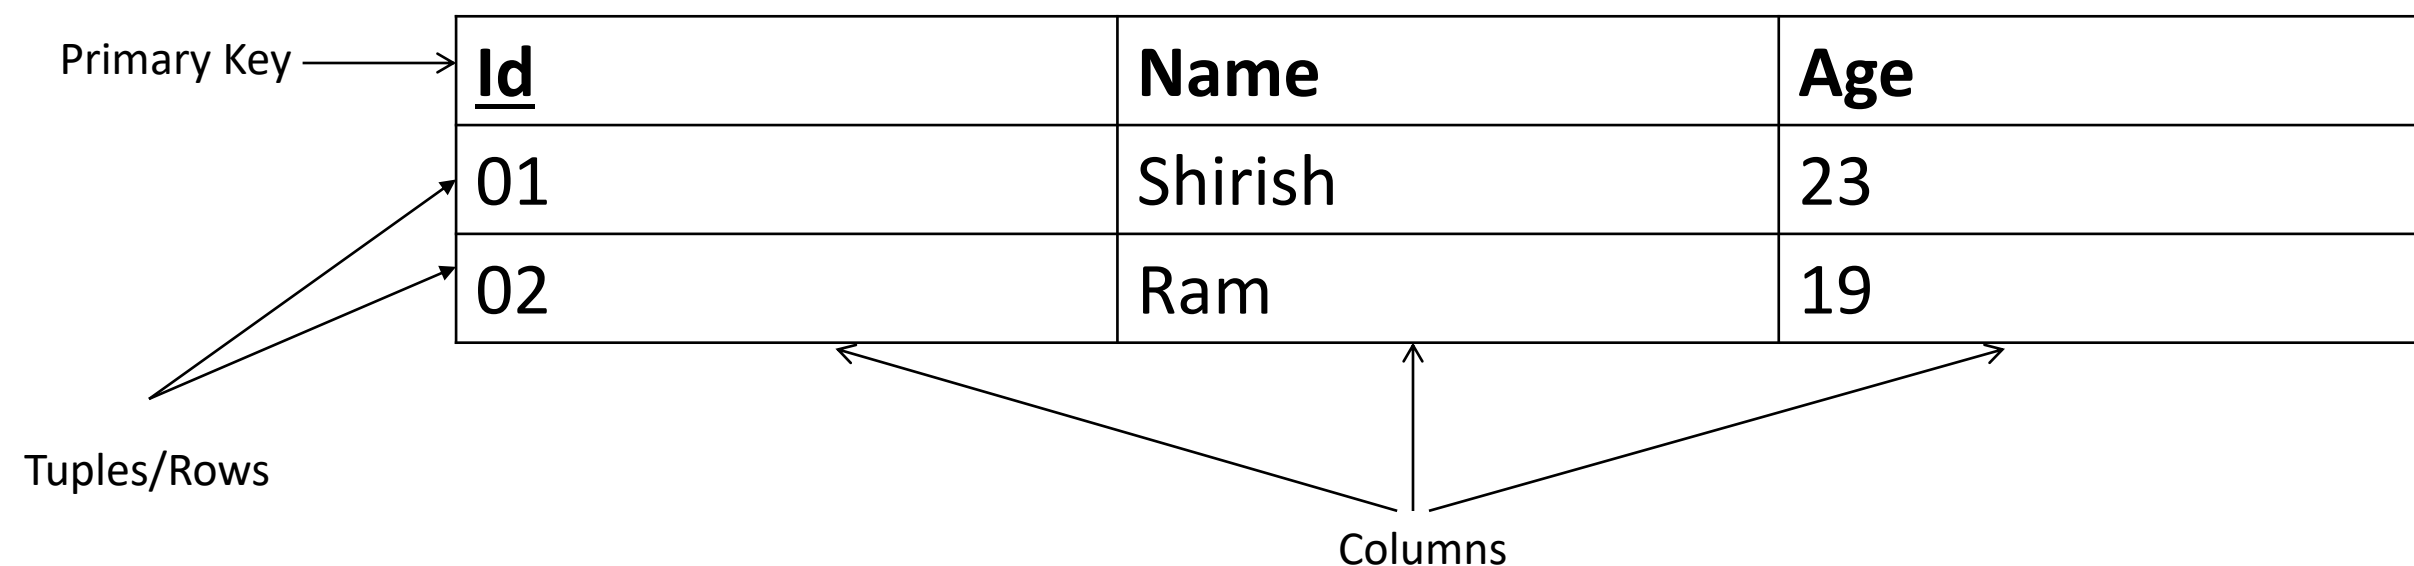 Primary Key
Id Name Age
01 Shirish 23
02 Ram 19
Tuples/Rows
Columns